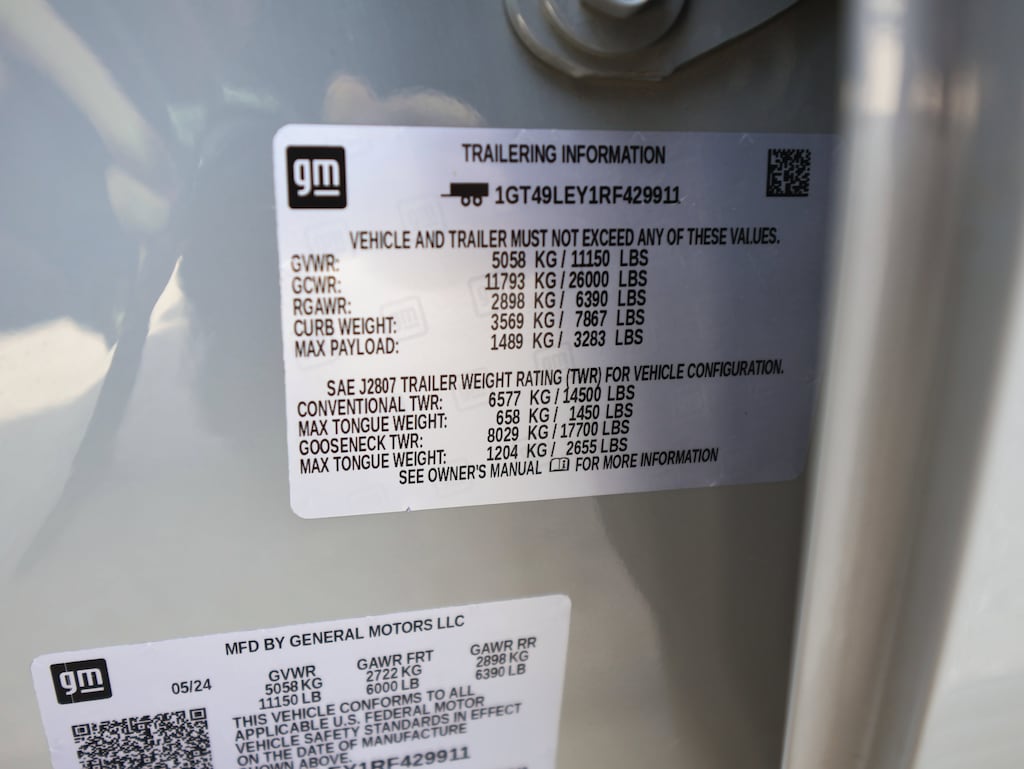 gm
TRAILERING INFORMATION
1GT49LEY1RF429911
VEHICLE AND TRAILER MUST NOT EXCEED ANY OF THESE VALUES.
GVWR: 5058 KG / 11150 LBS
GCWR: 11793 KG / 26000 LBS
RGAWR: 2898 KG / 6390 LBS
CURB WEIGHT: 3569 KG / 7867 LBS
MAX PAYLOAD: 1489 KG / 3283 LBS
SAE J2807 TRAILER WEIGHT RATING (TWR) FOR VEHICLE CONFIGURATION.
CONVENTIONAL TWR: 6577 KG / 14500 LBS
MAX TONGUE WEIGHT: 658 KG / 1450 LBS
GOOSENECK TWR: 8029 KG / 17700 LBS
MAX TONGUE WEIGHT: 1204 KG / 2655 LBS
SEE OWNER'S MANUAL FOR MORE INFORMATION
gm
MFD BY GENERAL MOTORS LLC
05/24
GVWR GAWR FRT GAWR RR
5058 KG 2722 KG 2898 KG
11150 LB 6000 LB 6390 LB
THIS VEHICLE CONFORMS TO ALL
APPLICABLE U.S. FEDERAL MOTOR
VEHICLE SAFETY STANDARDS IN EFFECT
ON THE DATE OF MANUFACTURE
SHOWN ABOVE.
EY1RF429911